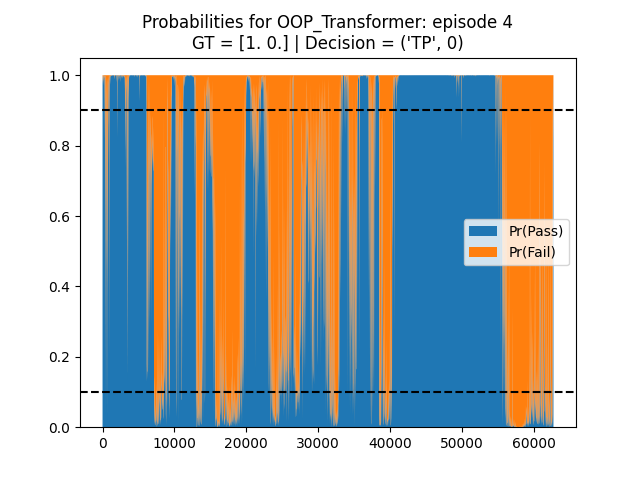 Probabilities for OOP_Transformer: episode 4
GT = [1. 0.] | Decision = ('TP', 0)
1.0
0.8
0.6
0.4
0.2
0.0
Pr(Pass)
Pr(Fail)
0 10000 20000 30000 40000 50000 60000